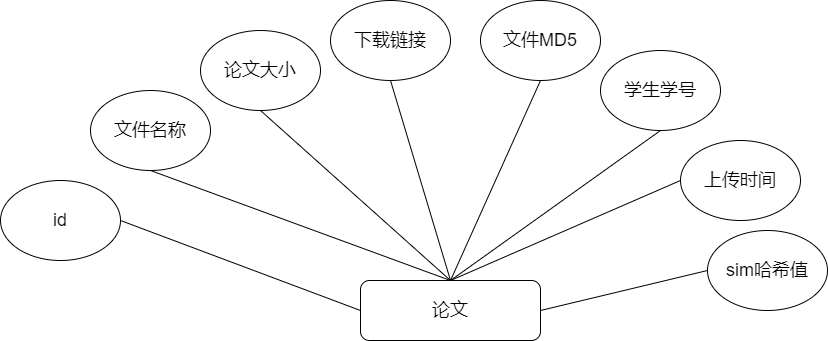 下载链接
文件MD5
论文大小
学生学号
文件名称
上传时间
id
sim哈希值
论文